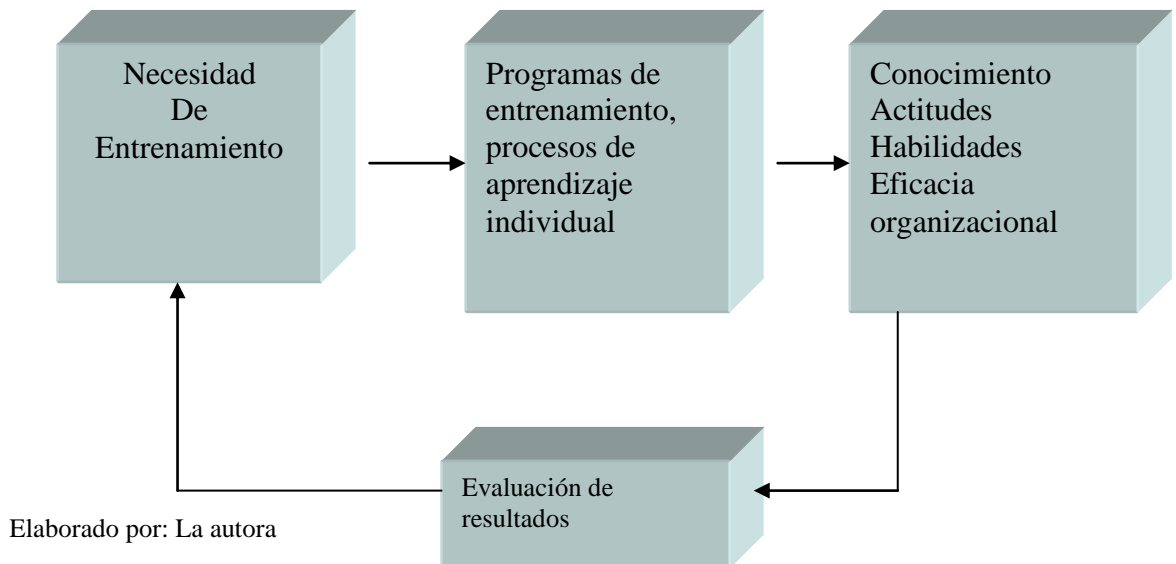 Necesidad
De
Entrenamiento
Programas de
entrenamiento,
procesos de
aprendizaje
individual
Conocimiento
Actitudes
Habilidades
Eficacia
organizacional
Evaluación de
resultados
Elaborado por: La autora